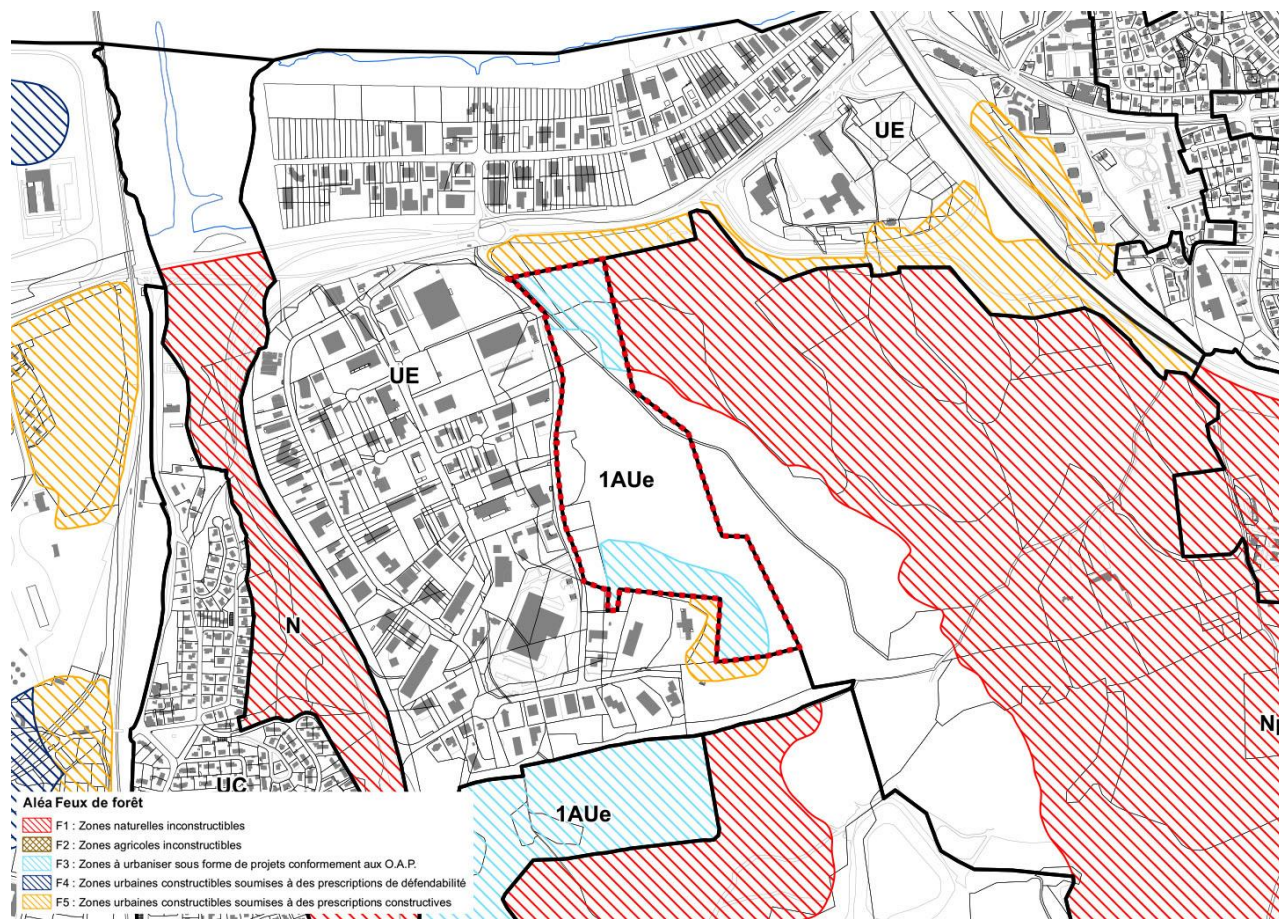 UE
UE
1AUe
N
Np
UC
1AUe
Aléa Feux de forêt
F1 : Zones naturelles inconstructibles
F2 : Zones agricoles inconstructibles
F3 : Zones à urbaniser sous forme de projets conformement aux O.A.P.
F4 : Zones urbaines constructibles soumises à des prescriptions de défendabilité
F5 : Zones urbaines constructibles soumises à des prescriptions constructives